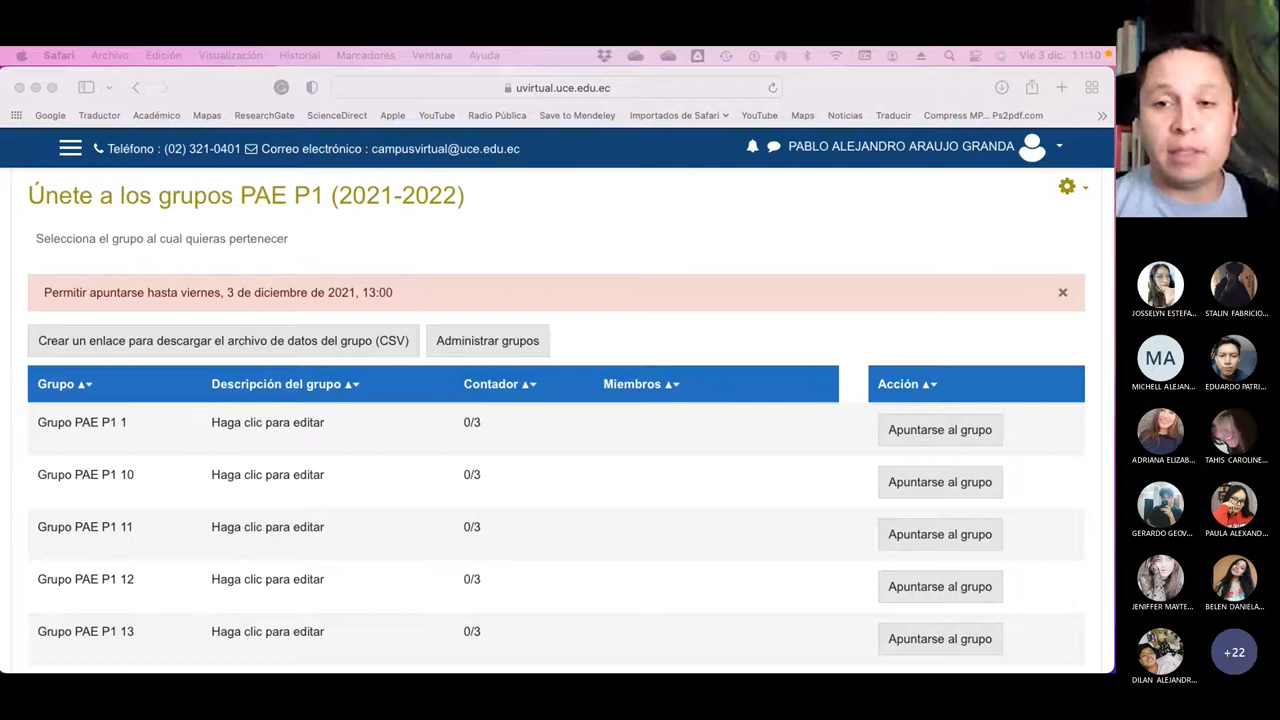 Safari Archivo Edición Visualización Historial Marcadores Ventana Ayuda Vie 3 dic. 11:10
uvirtual.uce.edu.ec
Google Traductor Académico Mapas ResearchGate ScienceDirect Apple YouTube Radio Pública Save to Mendeley Importados de Safari YouTube Maps Noticias Traducir Compress MP... Ps2pdf.com
Teléfono : (02) 321-0401 Correo electrónico : campusvirtual@uce.edu.ec PABLO ALEJANDRO ARAUJO GRANDA
Únete a los grupos PAE P1 (2021-2022)
Selecciona el grupo al cual quieras pertenecer
Permitir apuntarse hasta viernes, 3 de diciembre de 2021, 13:00 ×
Crear un enlace para descargar el archivo de datos del grupo (CSV) Administrar grupos
Grupo ▲▼ Descripción del grupo ▲▼ Contador ▲▼ Miembros ▲▼ Acción ▲▼
Grupo PAE P1 1 Haga clic para editar 0/3 Apuntarse al grupo
Grupo PAE P1 10 Haga clic para editar 0/3 Apuntarse al grupo
Grupo PAE P1 11 Haga clic para editar 0/3 Apuntarse al grupo
Grupo PAE P1 12 Haga clic para editar 0/3 Apuntarse al grupo
Grupo PAE P1 13 Haga clic para editar 0/3 Apuntarse al grupo
JOSSELYN ESTEFA... STALIN FABRICIO...
MA
MICHELL ALEJAN... EDUARDO PATRI...
ADRIANA ELIZAB... TAHIS CAROLINE...
GERARDO GEOV... PAULA ALEXAND...
JENIFFER MAYTE... BELEN DANIELA...
+22
DILAN ALEJANDR...